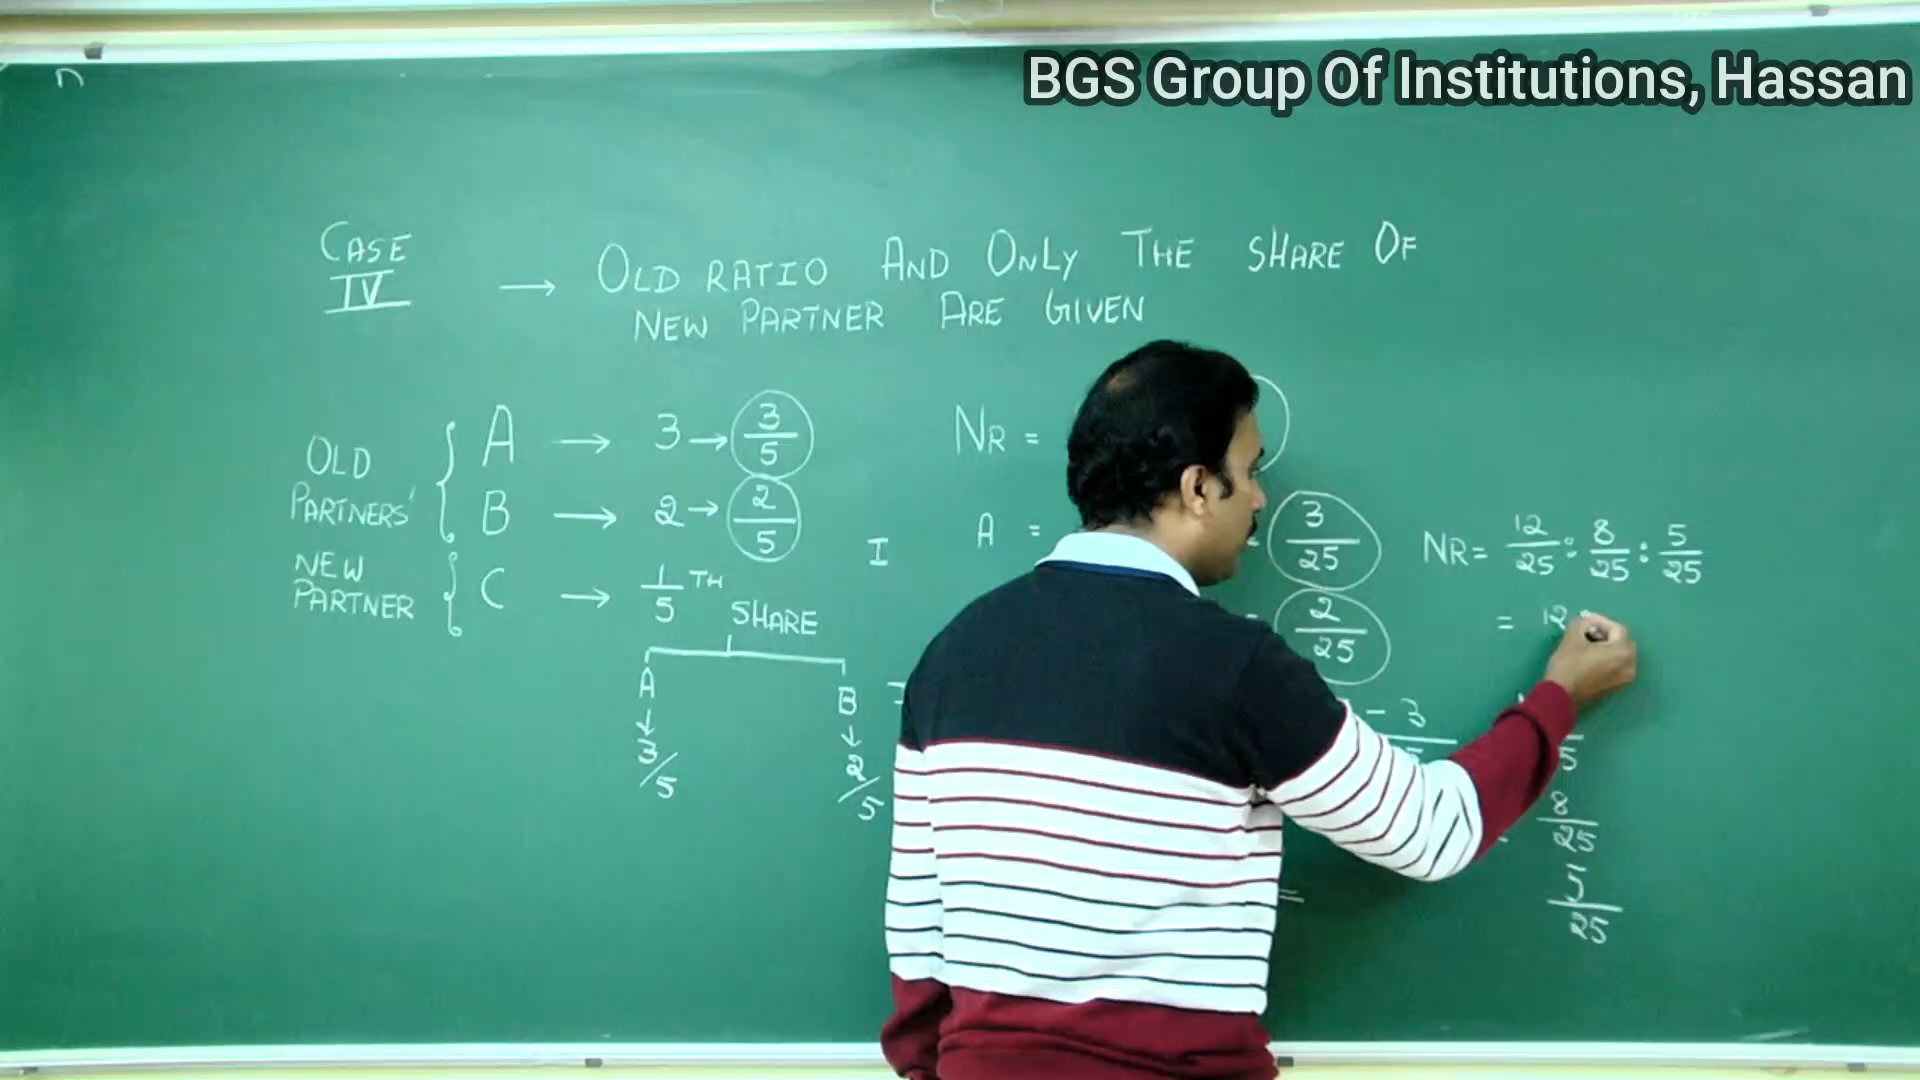 BGS Group Of Institutions, Hassan
n
CASE IV → OLD RATIO AND ONLY THE SHARE OF
NEW PARTNER ARE GIVEN
OLD PARTNERS'
A → 3 → 3/5
B → 2 → 2/5
NEW PARTNER
C → 1/5 TH SHARE
A
↓
3/5
B
↓
2/5
NR =
I
A =
3/25
2/25
- 3
NR = 12/25 : 8/25 : 5/25
= 12
5
8/25
5/25
=